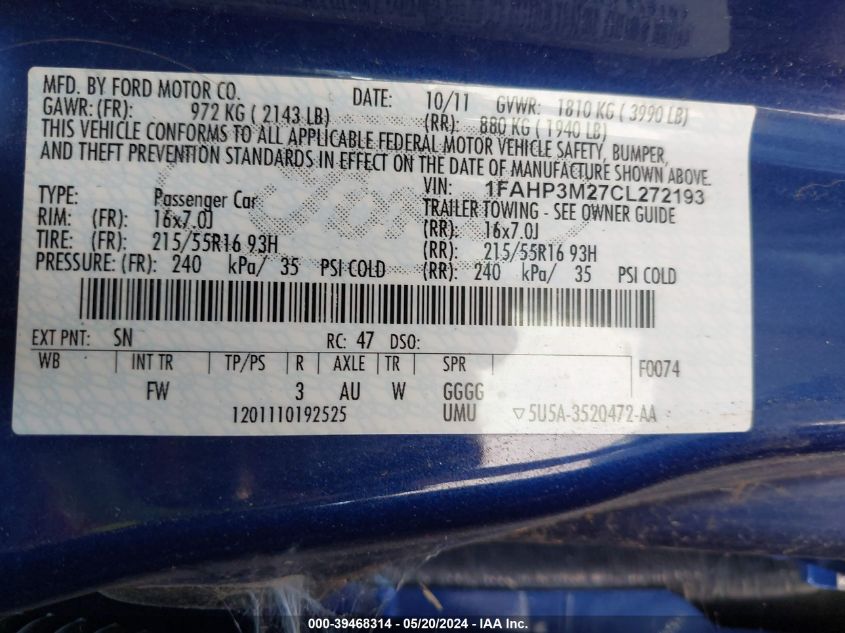 MFD. BY FORD MOTOR CO. DATE: 10/11 GVWR: 1810 KG ( 3990 LB)
GAWR: (FR): 972 KG ( 2143 LB) (RR): 880 KG ( 1940 LB)
THIS VEHICLE CONFORMS TO ALL APPLICABLE FEDERAL MOTOR VEHICLE SAFETY, BUMPER,
AND THEFT PREVENTION STANDARDS IN EFFECT ON THE DATE OF MANUFACTURE SHOWN ABOVE.
VIN: 1FAHP3M27CL272193
TYPE: Passenger Car TRAILER TOWING - SEE OWNER GUIDE
RIM: (FR): 16x7.0J (RR): 16x7.0J
TIRE: (FR): 215/55R16 93H (RR): 215/55R16 93H
PRESSURE: (FR): 240 kPa/ 35 PSI COLD (RR): 240 kPa/ 35 PSI COLD
EXT PNT: SN RC: 47 DSO:
WB INT TR TP/PS R AXLE TR SPR F0074
FW 3 AU W GGGG
1201110192525 UMU ▽5U5A-3520472-AA
000-39468314 - 05/20/2024 - IAA Inc.